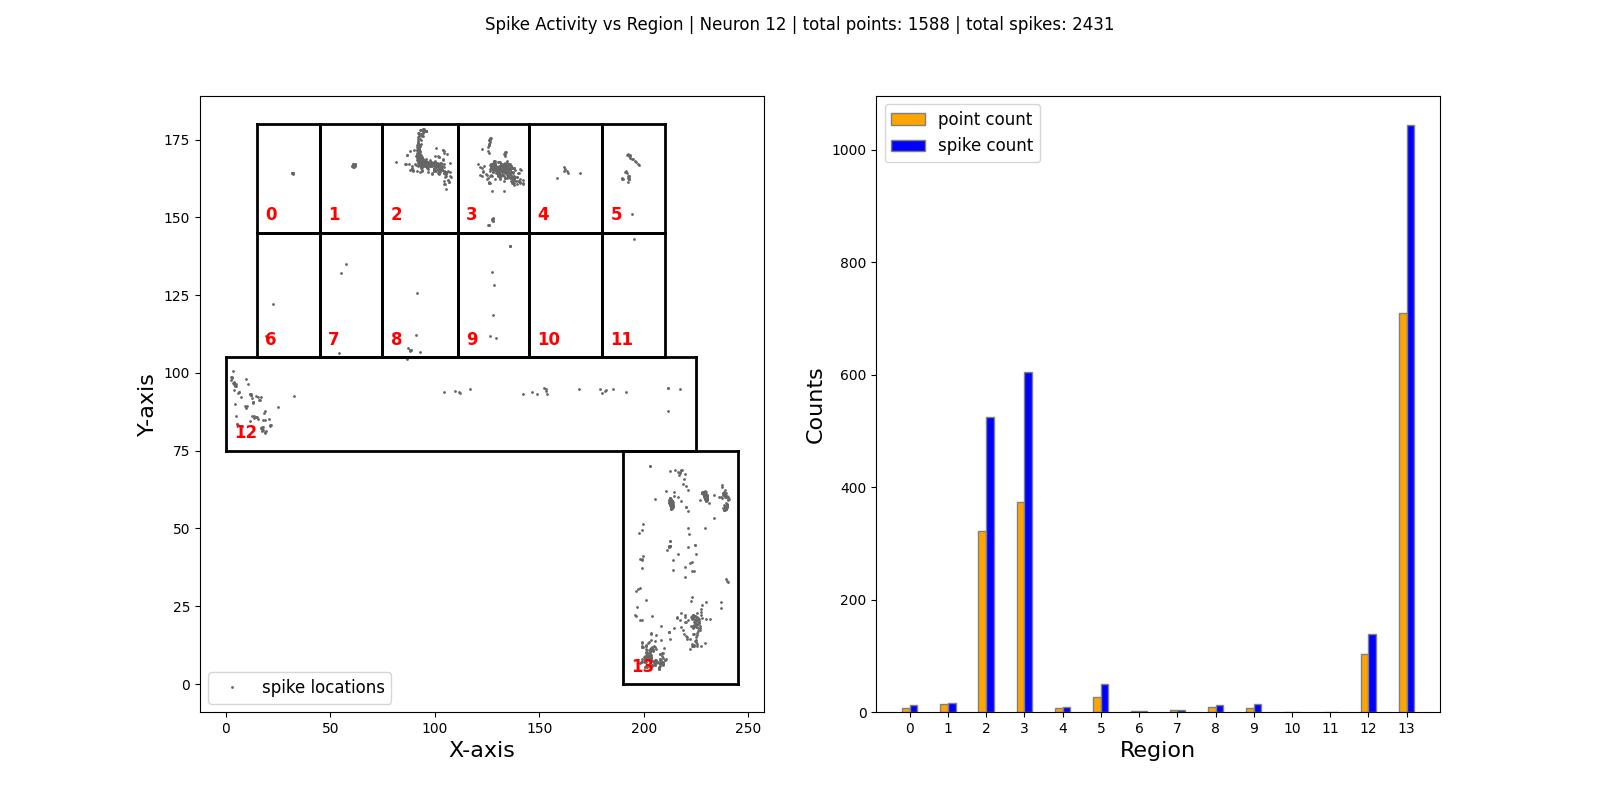 Spike Activity vs Region | Neuron 12 | total points: 1588 | total spikes: 2431
Y-axis
175
150
125
100
75
50
25
0
0 1 2 3 4 5
6 7 8 9 10 11
12
13
spike locations
0 50 100 150 200 250
X-axis
Counts
1000
800
600
400
200
0
point count
spike count
0 1 2 3 4 5 6 7 8 9 10 11 12 13
Region